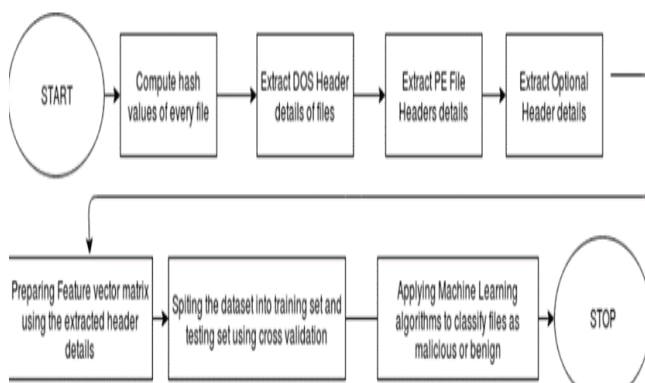 START
Compute hash
values of every file
Extract DOS Header
details of files
Extract PE File
Headers details
Extract Optional
Header details
Preparing Feature vector matrix
using the extracted header
details
Spiting the dataset into training set and
testing set using cross validation
Applying Machine Learning
algorithms to classify files as
malicious or benign
STOP